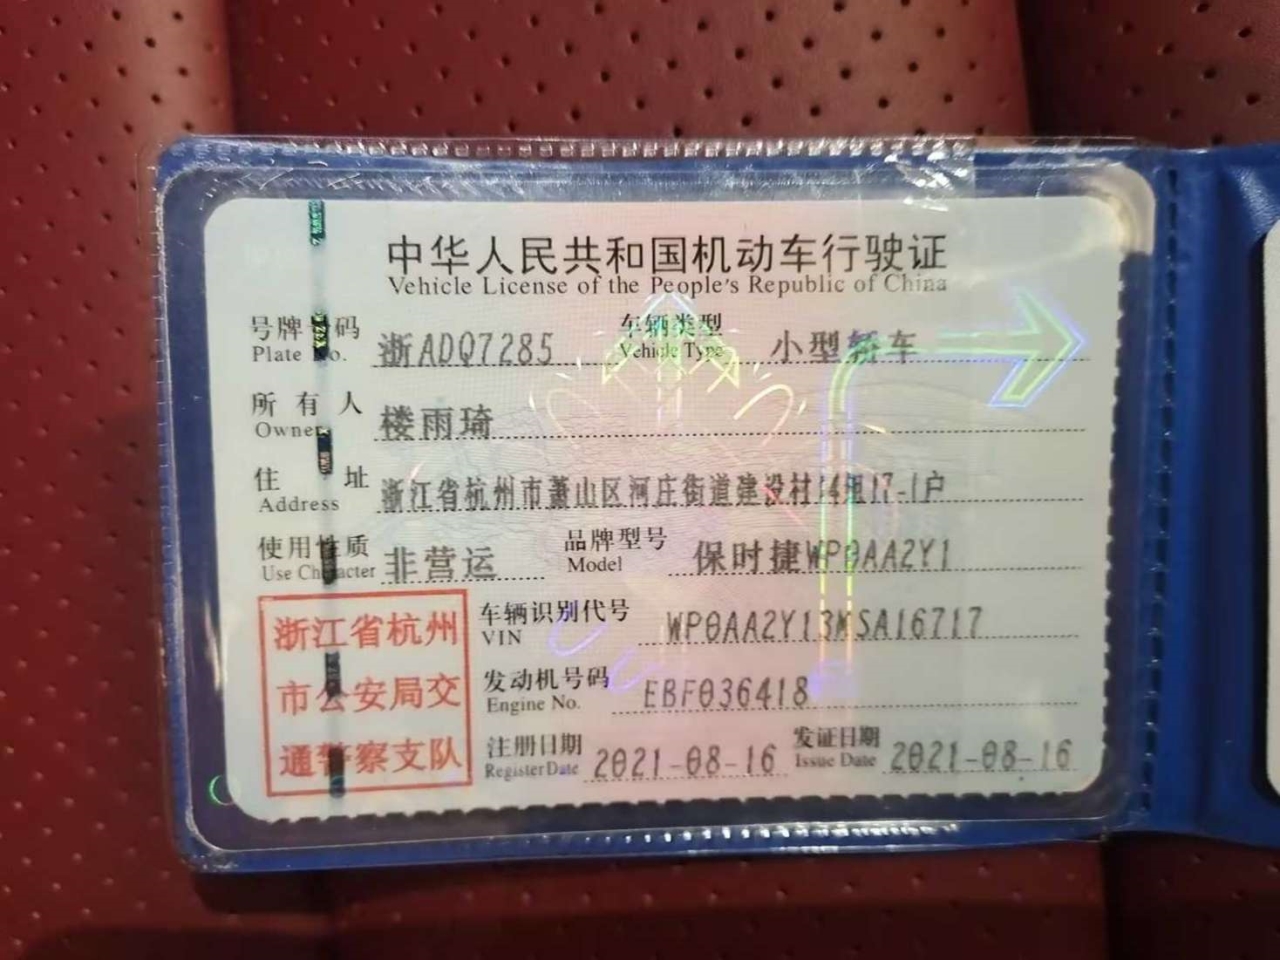 中华人民共和国机动车行驶证
Vehicle License of the People's Republic of China
号牌号码 浙ADQ7285 车辆类型 小型轿车
Plate No. Vehicle Type
所有人 楼雨琦
Owner
住址 浙江省杭州市萧山区河庄街道建设村14组17-1户
Address
使用性质 非营运 品牌型号 保时捷WP0AA2Y1
Use Character Model
浙江省杭州
市公安局交
通警察支队
车辆识别代号 WP0AA2Y13MSA16717
VIN
发动机号码 EBF036418
Engine No.
注册日期 2021-08-16 发证日期 2021-08-16
Register Date Issue Date